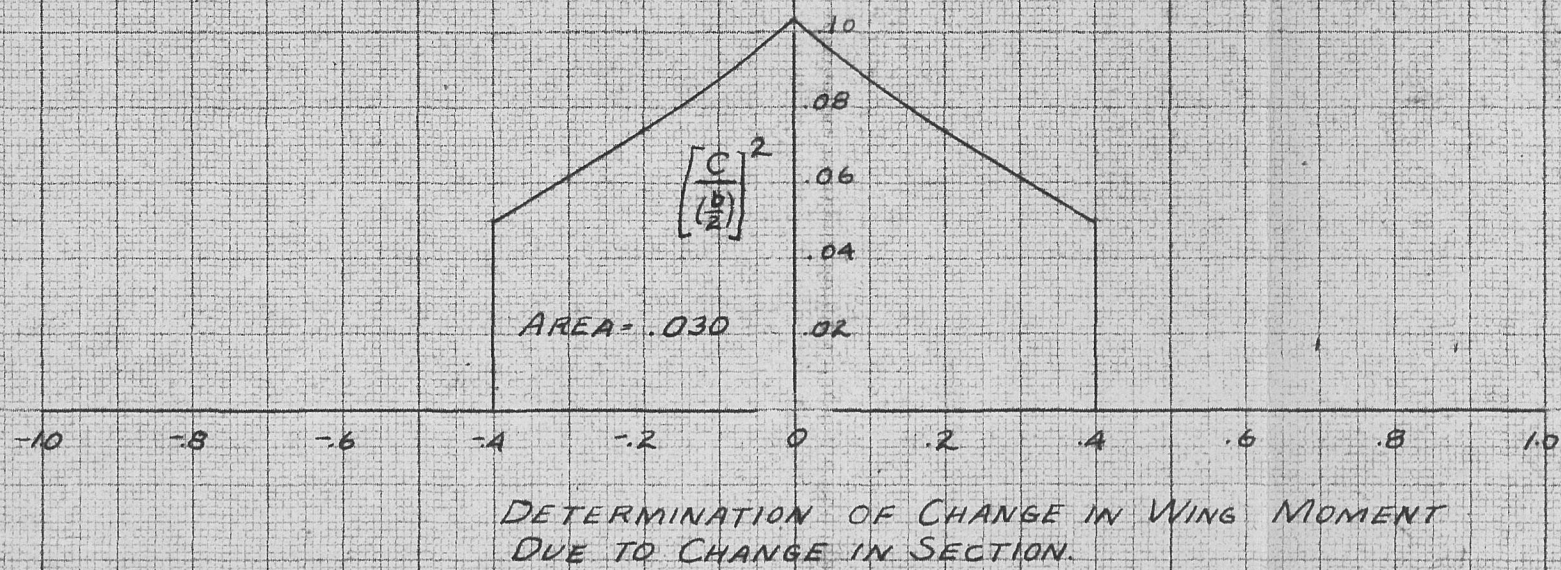 .10
.08
[C/(b/2)]²
.06
.04
AREA = .030
.02
-1.0 -.8 -.6 -.4 -.2 0 .2 .4 .6 .8 1.0
DETERMINATION OF CHANGE IN WING MOMENT
DUE TO CHANGE IN SECTION.